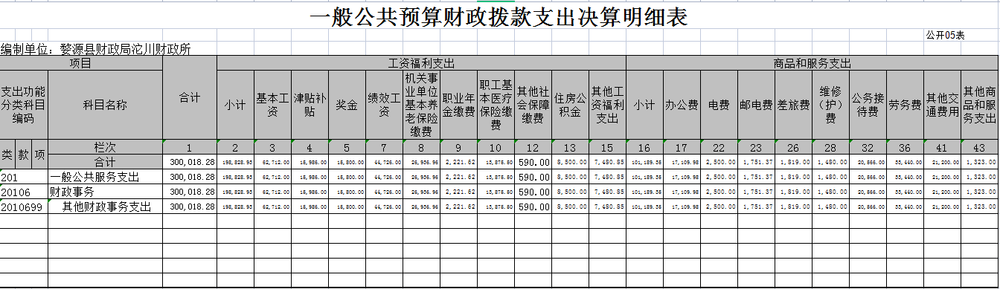 一般公共预算财政拨款支出决算明细表
公开05表
编制单位：婺源县财政局沱川财政所
项目 合计 工资福利支出 商品和服务支出
支出功能分类科目编码 科目名称 小计 基本工资 津贴补贴 奖金 绩效工资 机关事业单位基本养老保险缴费 职业年金缴费 职工基本医疗保险缴费 其他社会保障缴费 住房公积金 其他工资福利支出 小计 办公费 电费 邮电费 差旅费 维修（护）费 公务接待费 劳务费 其他交通费用 其他商品和服务支出
类 款 项 栏次 1 2 3 4 5 7 8 9 10 12 13 15 16 17 22 23 26 28 32 36 41 43
合计 300,018.28 198,828.93 62,712.00 15,986.00 15,800.00 44,726.00 26,936.96 2,221.62 13,875.50 590.00 8,500.00 7,480.85 101,189.35 17,109.98 2,500.00 1,751.37 1,819.00 1,480.00 20,566.00 33,440.00 21,200.00 1,323.00
201 一般公共服务支出 300,018.28 198,828.93 62,712.00 15,986.00 15,800.00 44,726.00 26,936.96 2,221.62 13,875.50 590.00 8,500.00 7,480.85 101,189.35 17,109.98 2,500.00 1,751.37 1,819.00 1,480.00 20,566.00 33,440.00 21,200.00 1,323.00
20106 财政事务 300,018.28 198,828.93 62,712.00 15,986.00 15,800.00 44,726.00 26,936.96 2,221.62 13,875.50 590.00 8,500.00 7,480.85 101,189.35 17,109.98 2,500.00 1,751.37 1,819.00 1,480.00 20,566.00 33,440.00 21,200.00 1,323.00
2010699 其他财政事务支出 300,018.28 198,828.93 62,712.00 15,986.00 15,800.00 44,726.00 26,936.96 2,221.62 13,875.50 590.00 8,500.00 7,480.85 101,189.35 17,109.98 2,500.00 1,751.37 1,819.00 1,480.00 20,566.00 33,440.00 21,200.00 1,323.00